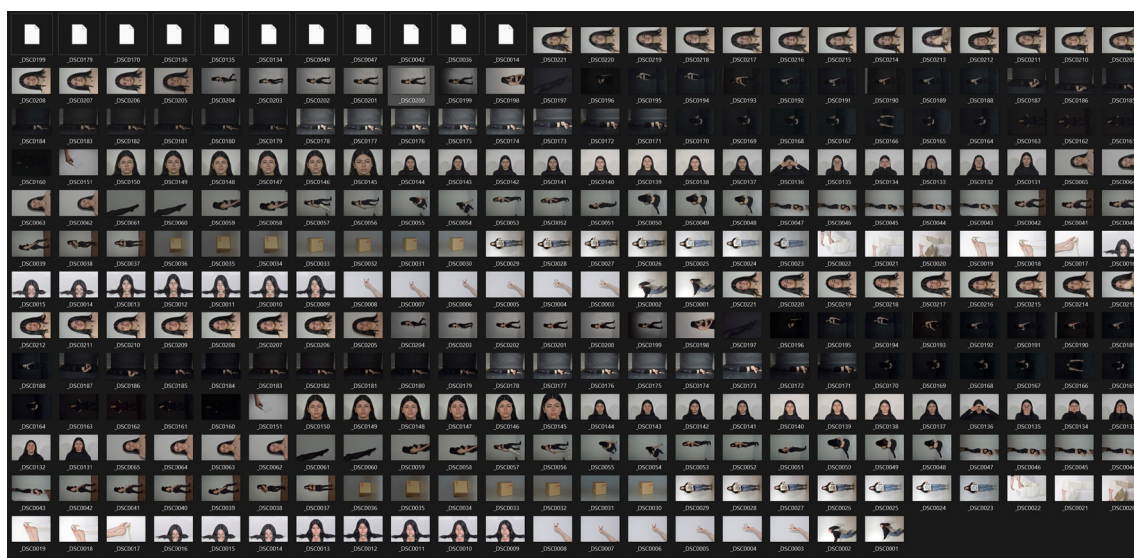 _DSC0199 _DSC0179 _DSC0170 _DSC0136 _DSC0135 _DSC0134 _DSC0049 _DSC0047 _DSC0042 _DSC0036 _DSC0014 _DSC0221 _DSC0220 _DSC0219 _DSC0218 _DSC0217 _DSC0216 _DSC0215 _DSC0214 _DSC0213 _DSC0212 _DSC0211 _DSC0210 _DSC0209
_DSC0208 _DSC0207 _DSC0206 _DSC0205 _DSC0204 _DSC0203 _DSC0202 _DSC0201 _DSC0200 _DSC0199 _DSC0198 _DSC0197 _DSC0196 _DSC0195 _DSC0194 _DSC0193 _DSC0192 _DSC0191 _DSC0190 _DSC0189 _DSC0188 _DSC0187 _DSC0186 _DSC0185
_DSC0184 _DSC0183 _DSC0182 _DSC0181 _DSC0180 _DSC0179 _DSC0178 _DSC0177 _DSC0176 _DSC0175 _DSC0174 _DSC0173 _DSC0172 _DSC0171 _DSC0170 _DSC0169 _DSC0168 _DSC0167 _DSC0166 _DSC0165 _DSC0164 _DSC0163 _DSC0162 _DSC0161
_DSC0160 _DSC0151 _DSC0150 _DSC0149 _DSC0148 _DSC0147 _DSC0146 _DSC0145 _DSC0144 _DSC0143 _DSC0142 _DSC0141 _DSC0140 _DSC0139 _DSC0138 _DSC0137 _DSC0136 _DSC0135 _DSC0134 _DSC0133 _DSC0132 _DSC0131 _DSC0065 _DSC0064
_DSC0063 _DSC0062 _DSC0061 _DSC0060 _DSC0059 _DSC0058 _DSC0057 _DSC0056 _DSC0055 _DSC0054 _DSC0053 _DSC0052 _DSC0051 _DSC0050 _DSC0049 _DSC0048 _DSC0047 _DSC0046 _DSC0045 _DSC0044 _DSC0043 _DSC0042 _DSC0041 _DSC0040
_DSC0039 _DSC0038 _DSC0037 _DSC0036 _DSC0035 _DSC0034 _DSC0033 _DSC0032 _DSC0031 _DSC0030 _DSC0029 _DSC0028 _DSC0027 _DSC0026 _DSC0025 _DSC0024 _DSC0023 _DSC0022 _DSC0021 _DSC0020 _DSC0019 _DSC0018 _DSC0017 _DSC0016
_DSC0015 _DSC0014 _DSC0013 _DSC0012 _DSC0011 _DSC0010 _DSC0009 _DSC0008 _DSC0007 _DSC0006 _DSC0005 _DSC0004 _DSC0003 _DSC0002 _DSC0001 _DSC0221 _DSC0220 _DSC0219 _DSC0218 _DSC0217 _DSC0216 _DSC0215 _DSC0214 _DSC0213
_DSC0212 _DSC0211 _DSC0210 _DSC0209 _DSC0208 _DSC0207 _DSC0206 _DSC0205 _DSC0204 _DSC0203 _DSC0202 _DSC0201 _DSC0200 _DSC0199 _DSC0198 _DSC0197 _DSC0196 _DSC0195 _DSC0194 _DSC0193 _DSC0192 _DSC0191 _DSC0190 _DSC0189
_DSC0188 _DSC0187 _DSC0186 _DSC0185 _DSC0184 _DSC0183 _DSC0182 _DSC0181 _DSC0180 _DSC0179 _DSC0178 _DSC0177 _DSC0176 _DSC0175 _DSC0174 _DSC0173 _DSC0172 _DSC0171 _DSC0170 _DSC0169 _DSC0168 _DSC0167 _DSC0166 _DSC0165
_DSC0164 _DSC0163 _DSC0162 _DSC0161 _DSC0160 _DSC0151 _DSC0150 _DSC0149 _DSC0148 _DSC0147 _DSC0146 _DSC0145 _DSC0144 _DSC0143 _DSC0142 _DSC0141 _DSC0140 _DSC0139 _DSC0138 _DSC0137 _DSC0136 _DSC0135 _DSC0134 _DSC0133
_DSC0132 _DSC0131 _DSC0065 _DSC0064 _DSC0063 _DSC0062 _DSC0061 _DSC0060 _DSC0059 _DSC0058 _DSC0057 _DSC0056 _DSC0055 _DSC0054 _DSC0053 _DSC0052 _DSC0051 _DSC0050 _DSC0049 _DSC0048 _DSC0047 _DSC0046 _DSC0045 _DSC0044
_DSC0043 _DSC0042 _DSC0041 _DSC0040 _DSC0039 _DSC0038 _DSC0037 _DSC0036 _DSC0035 _DSC0034 _DSC0033 _DSC0032 _DSC0031 _DSC0030 _DSC0029 _DSC0028 _DSC0027 _DSC0026 _DSC0025 _DSC0024 _DSC0023 _DSC0022 _DSC0021 _DSC0020
_DSC0019 _DSC0018 _DSC0017 _DSC0016 _DSC0015 _DSC0014 _DSC0013 _DSC0012 _DSC0011 _DSC0010 _DSC0009 _DSC0008 _DSC0007 _DSC0006 _DSC0005 _DSC0004 _DSC0003 _DSC0002 _DSC0001